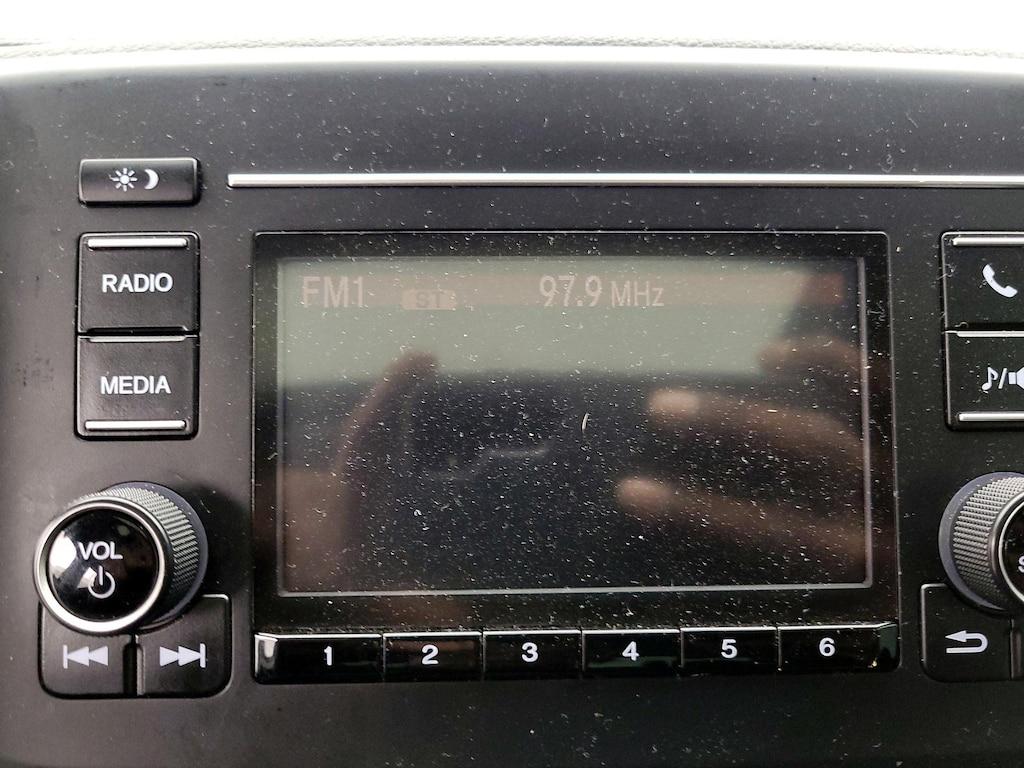 RADIO
MEDIA
FM1 ST 97.9 MHz
VOL
1 2 3 4 5 6